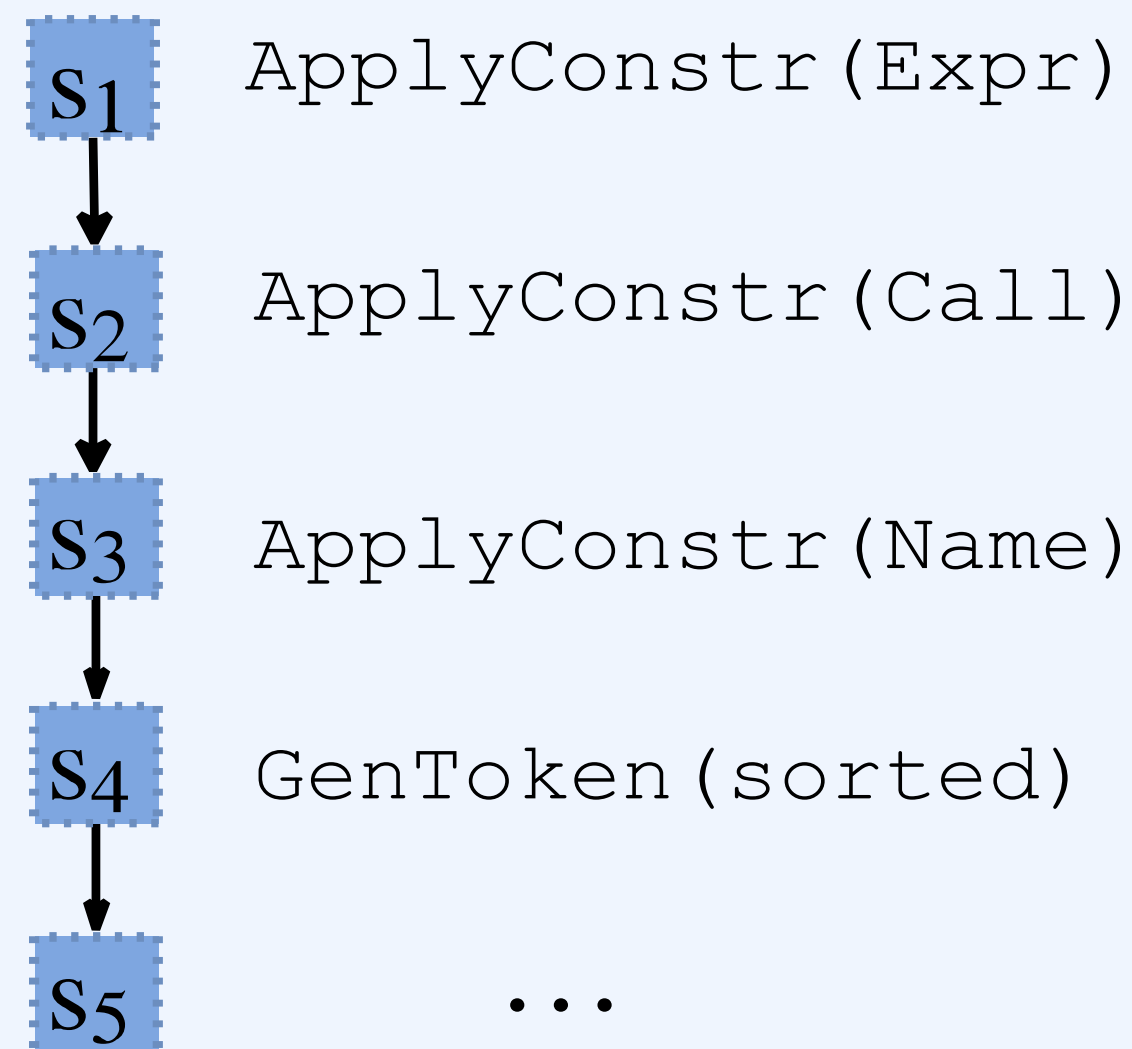 s1 ApplyConstr(Expr)
s2 ApplyConstr(Call)
s3 ApplyConstr(Name)
s4 GenToken(sorted)
s5 ...